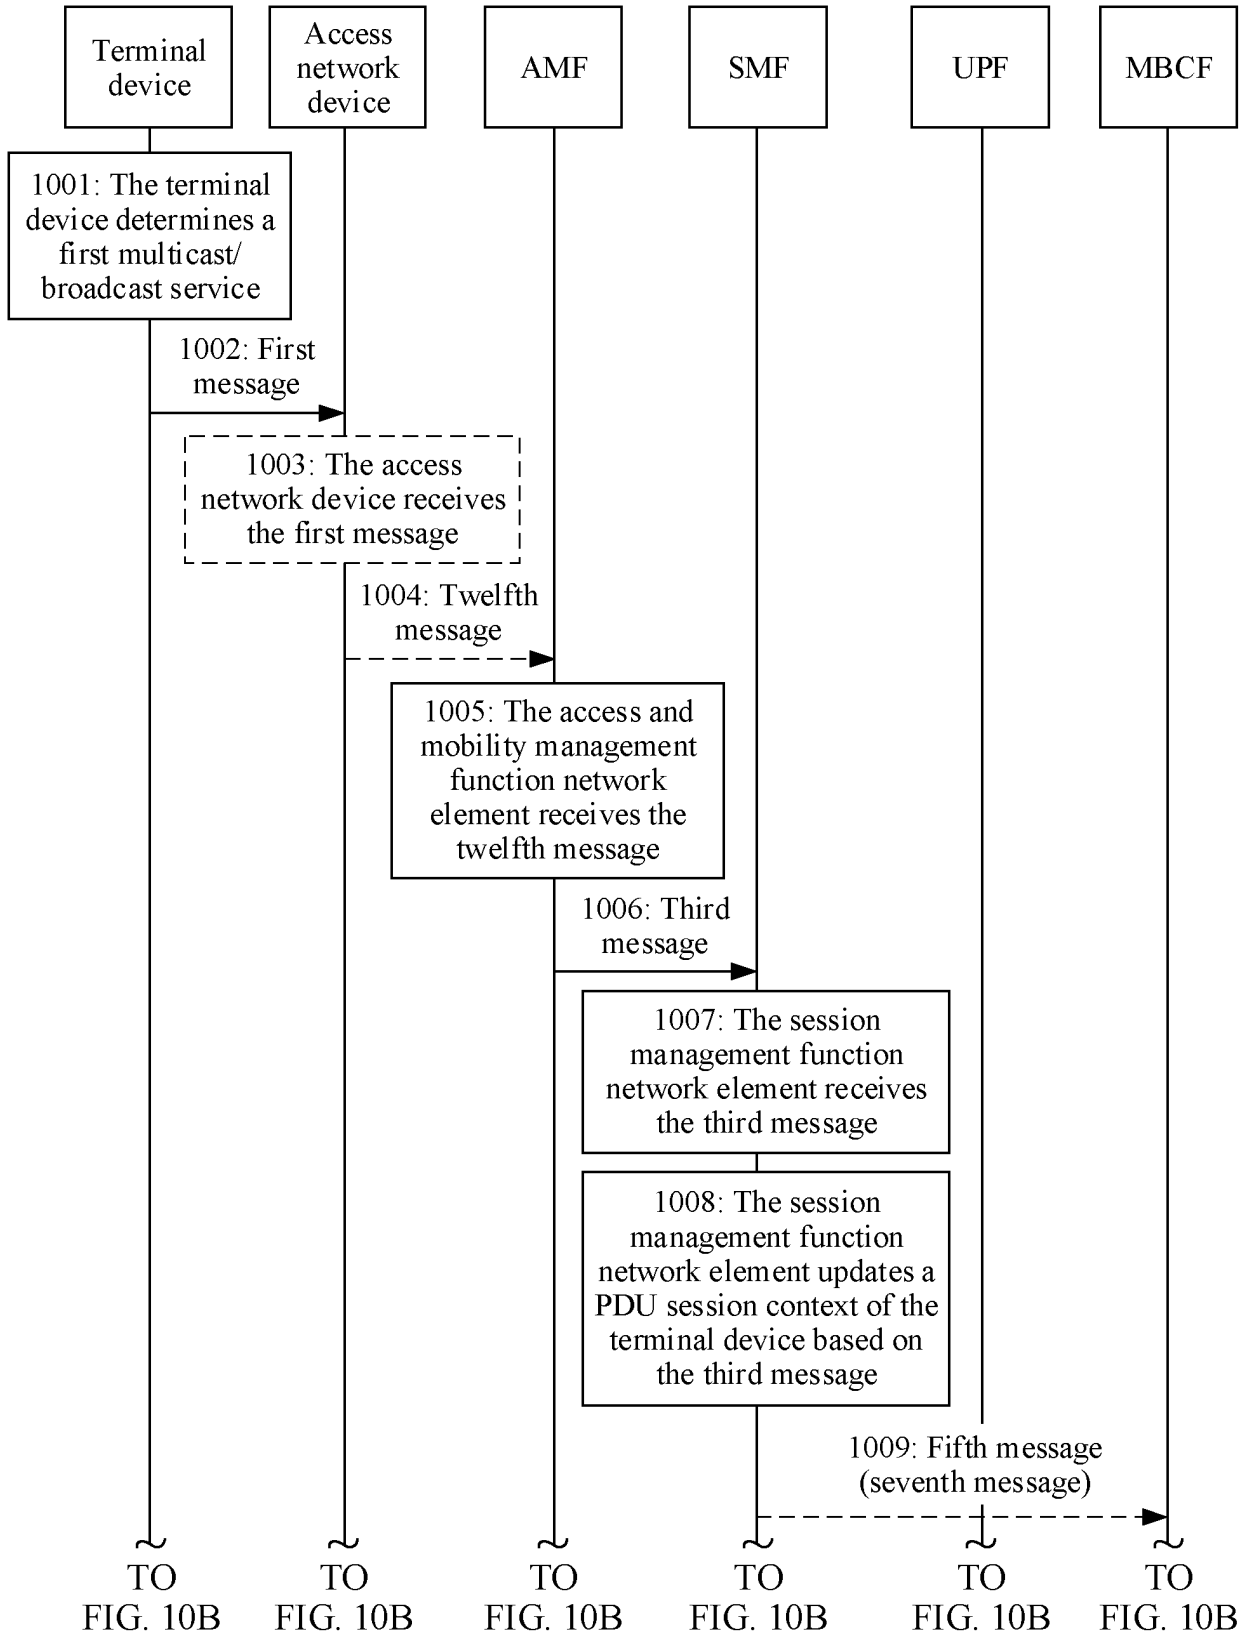 Terminal
device
Access
network
device
AMF
SMF
UPF
MBCF
1001: The terminal
device determines a
first multicast/
broadcast service
1002: First
message
1003: The access
network device receives
the first message
1004: Twelfth
message
1005: The access and
mobility management
function network
element receives the
twelfth message
1006: Third
message
1007: The session
management function
network element receives
the third message
1008: The session
management function
network element updates a
PDU session context of the
terminal device based on
the third message
1009: Fifth message
(seventh message)
TO
FIG. 10B
TO
FIG. 10B
TO
FIG. 10B
TO
FIG. 10B
TO
FIG. 10B
TO
FIG. 10B